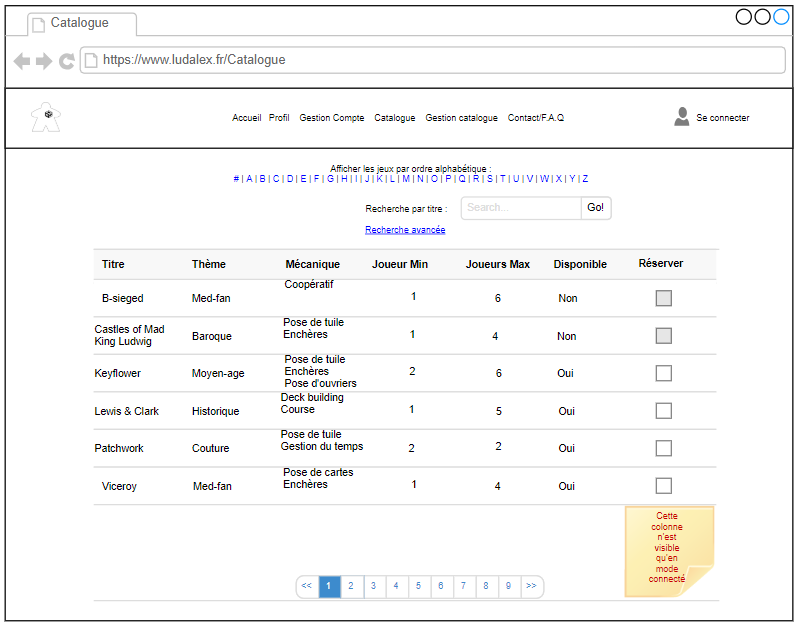 Catalogue
https://www.ludalex.fr/Catalogue
Accueil Profil Gestion Compte Catalogue Gestion catalogue Contact/F.A.Q Se connecter
Afficher les jeux par ordre alphabétique :
# | A | B | C | D | E | F | G | H | I | J | K | L | M | N | O | P | Q | R | S | T | U | V | W | X | Y | Z
Recherche par titre : Search... Go!
Recherche avancée
Titre Thème Mécanique Joueur Min Joueurs Max Disponible Réserver
B-sieged Med-fan Coopératif 1 6 Non
Castles of Mad
King Ludwig Baroque Pose de tuile
Enchères 1 4 Non
Keyflower Moyen-age Pose de tuile
Enchères
Pose d'ouvriers 2 6 Oui
Lewis & Clark Historique Deck building
Course 1 5 Oui
Patchwork Couture Pose de tuile
Gestion du temps 2 2 Oui
Viceroy Med-fan Pose de cartes
Enchères 1 4 Oui
Cette
colonne
n'est
visible
qu'en
mode
connecté
<< 1 2 3 4 5 6 7 8 9 >>